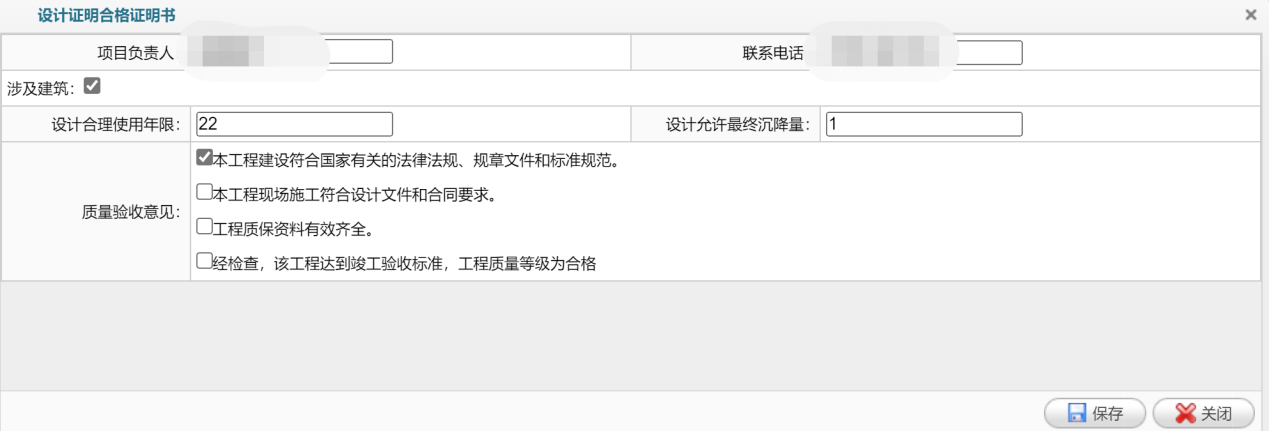 设计证明合格证明书
项目负责人
联系电话
涉及建筑：
设计合理使用年限：
22
设计允许最终沉降量：
1
质量验收意见：
本工程建设符合国家有关的法律法规、规章文件和标准规范。
本工程现场施工符合设计文件和合同要求。
工程质保资料有效齐全。
经检查，该工程达到竣工验收标准，工程质量等级为合格
保存
关闭